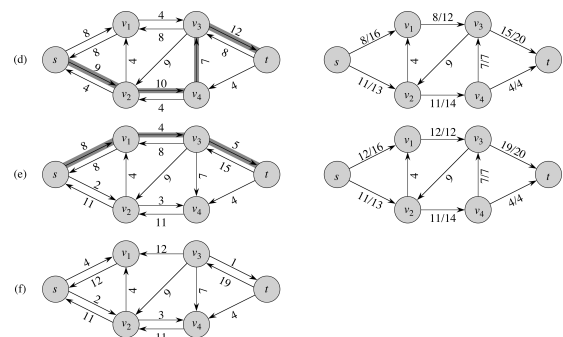 4
8
12
v1
v3
8
8
8
(d)
s
4
9
7
t
9
4
10
4
v2
v4
4
8/12
8/16
15/20
v1
v3
s
4
9
7/7
t
11/13
4/4
v2
v4
11/14
4
8
5
v1
v3
8
8
15
(e)
s
2
4
9
7
t
11
3
4
v2
v4
11
12/12
12/16
19/20
v1
v3
s
4
9
7/7
t
11/13
4/4
v2
v4
11/14
4
12
1
v1
v3
12
19
(f)
s
2
4
9
7
t
11
3
4
v2
v4
11